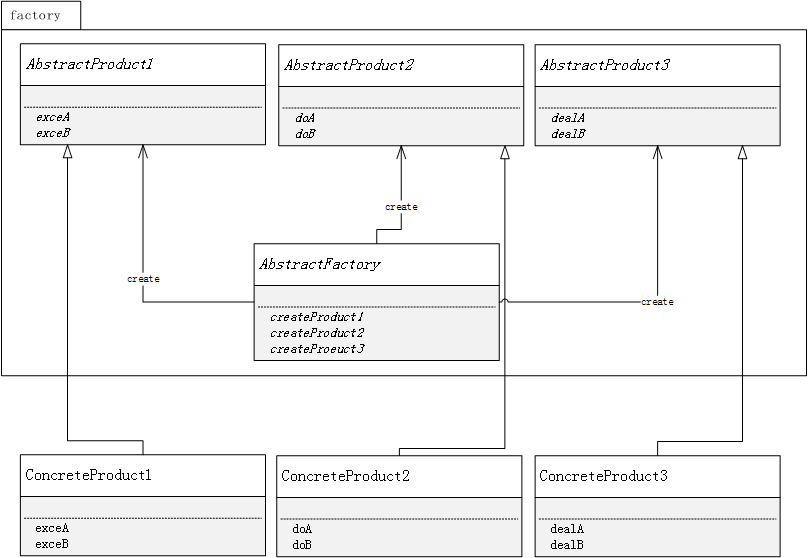 factory
AbstractProduct1
exceA
exceB
AbstractProduct2
doA
doB
AbstractProduct3
dealA
dealB
create
AbstractFactory
createProduct1
createProduct2
createProeuct3
create
create
ConcreteProduct1
exceA
exceB
ConcreteProduct2
doA
doB
ConcreteProduct3
dealA
dealB